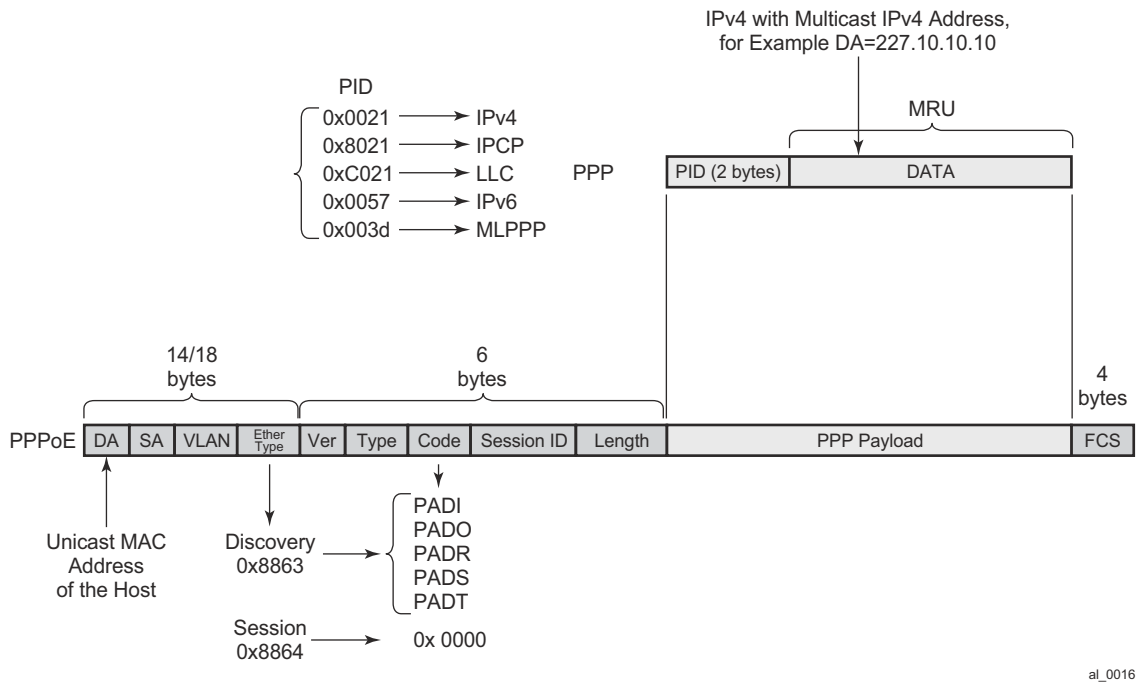 IPv4 with Multicast IPv4 Address,
for Example DA=227.10.10.10
PID
0x0021 IPv4
0x8021 IPCP
0xC021 LLC
0x0057 IPv6
0x003d MLPPP
MRU
PPP PID (2 bytes) DATA
14/18
bytes
6
bytes
4
bytes
PPPoE DA SA VLAN Ether Type Ver Type Code Session ID Length PPP Payload FCS
Unicast MAC
Address
of the Host
Discovery
0x8863
PADI
PADO
PADR
PADS
PADT
Session
0x8864
0x 0000
al_0016